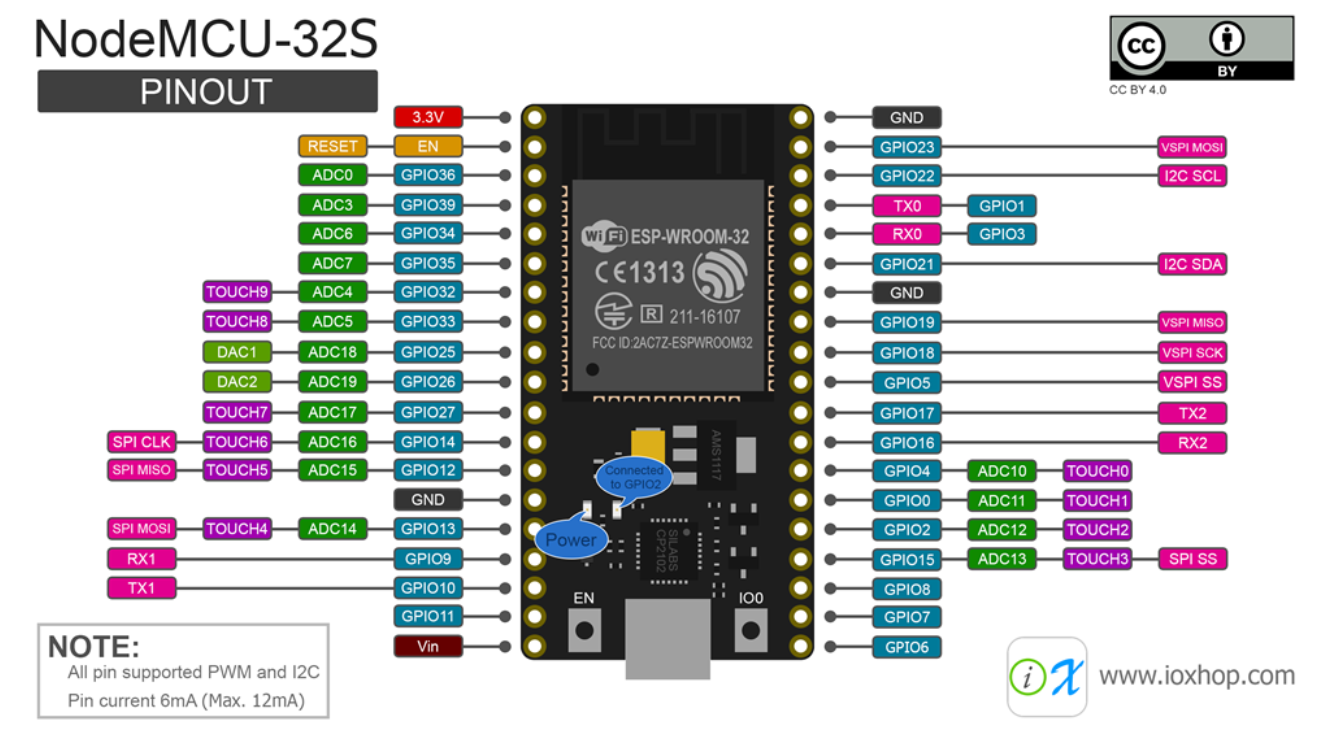 NodeMCU-32S
PINOUT
cc BY
CC BY 4.0
3.3V
RESET EN
ADC0 GPIO36
ADC3 GPIO39
ADC6 GPIO34
ADC7 GPIO35
TOUCH9 ADC4 GPIO32
TOUCH8 ADC5 GPIO33
DAC1 ADC18 GPIO25
DAC2 ADC19 GPIO26
TOUCH7 ADC17 GPIO27
SPI CLK TOUCH6 ADC16 GPIO14
SPI MISO TOUCH5 ADC15 GPIO12
GND
SPI MOSI TOUCH4 ADC14 GPIO13
RX1 GPIO9
TX1 GPIO10
GPIO11
Vin
WiFi ESP-WROOM-32
CE1313
R 211-16107
FCC ID:2AC7Z-ESPWROOM32
AMS1117
Connected
to GPIO2
Power
SILABS
CP2102
EN
IO0
GND
GPIO23 VSPI MOSI
GPIO22 I2C SCL
TX0 GPIO1
RX0 GPIO3
GPIO21 I2C SDA
GND
GPIO19 VSPI MISO
GPIO18 VSPI SCK
GPIO5 VSPI SS
GPIO17 TX2
GPIO16 RX2
GPIO4 ADC10 TOUCH0
GPIO0 ADC11 TOUCH1
GPIO2 ADC12 TOUCH2
GPIO15 ADC13 TOUCH3 SPI SS
GPIO8
GPIO7
GPIO6
NOTE:
All pin supported PWM and I2C
Pin current 6mA (Max. 12mA)
iX www.ioxhop.com